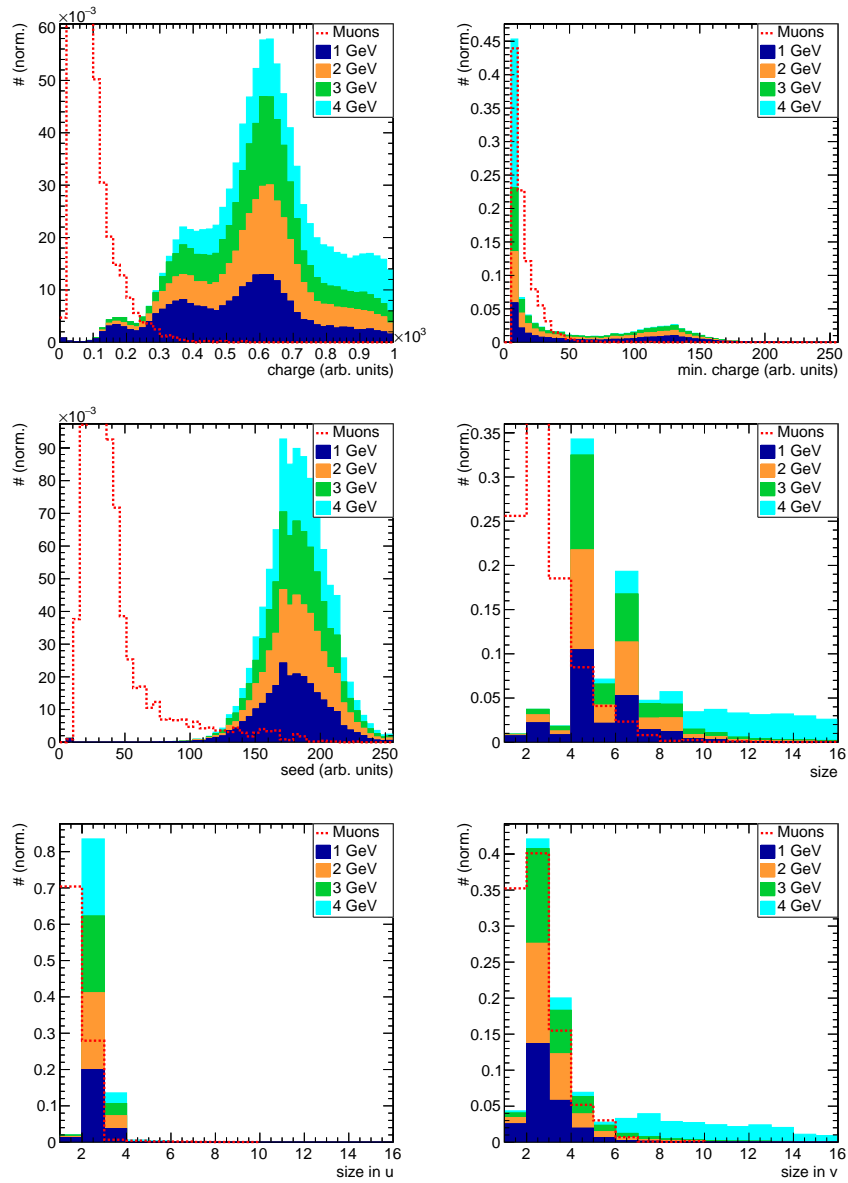 ×10⁻³
# (norm.)
60
50
40
30
20
10
0
0 0.1 0.2 0.3 0.4 0.5 0.6 0.7 0.8 0.9 1
×10³
charge (arb. units)
Muons
1 GeV
2 GeV
3 GeV
4 GeV
# (norm.)
0.45
0.4
0.35
0.3
0.25
0.2
0.15
0.1
0.05
0
0 50 100 150 200 250
min. charge (arb. units)
Muons
1 GeV
2 GeV
3 GeV
4 GeV
×10⁻³
# (norm.)
90
80
70
60
50
40
30
20
10
0
0 50 100 150 200 250
seed (arb. units)
Muons
1 GeV
2 GeV
3 GeV
4 GeV
# (norm.)
0.35
0.3
0.25
0.2
0.15
0.1
0.05
0
2 4 6 8 10 12 14 16
size
Muons
1 GeV
2 GeV
3 GeV
4 GeV
# (norm.)
0.8
0.7
0.6
0.5
0.4
0.3
0.2
0.1
0
2 4 6 8 10 12 14 16
size in u
Muons
1 GeV
2 GeV
3 GeV
4 GeV
# (norm.)
0.4
0.35
0.3
0.25
0.2
0.15
0.1
0.05
0
2 4 6 8 10 12 14 16
size in v
Muons
1 GeV
2 GeV
3 GeV
4 GeV